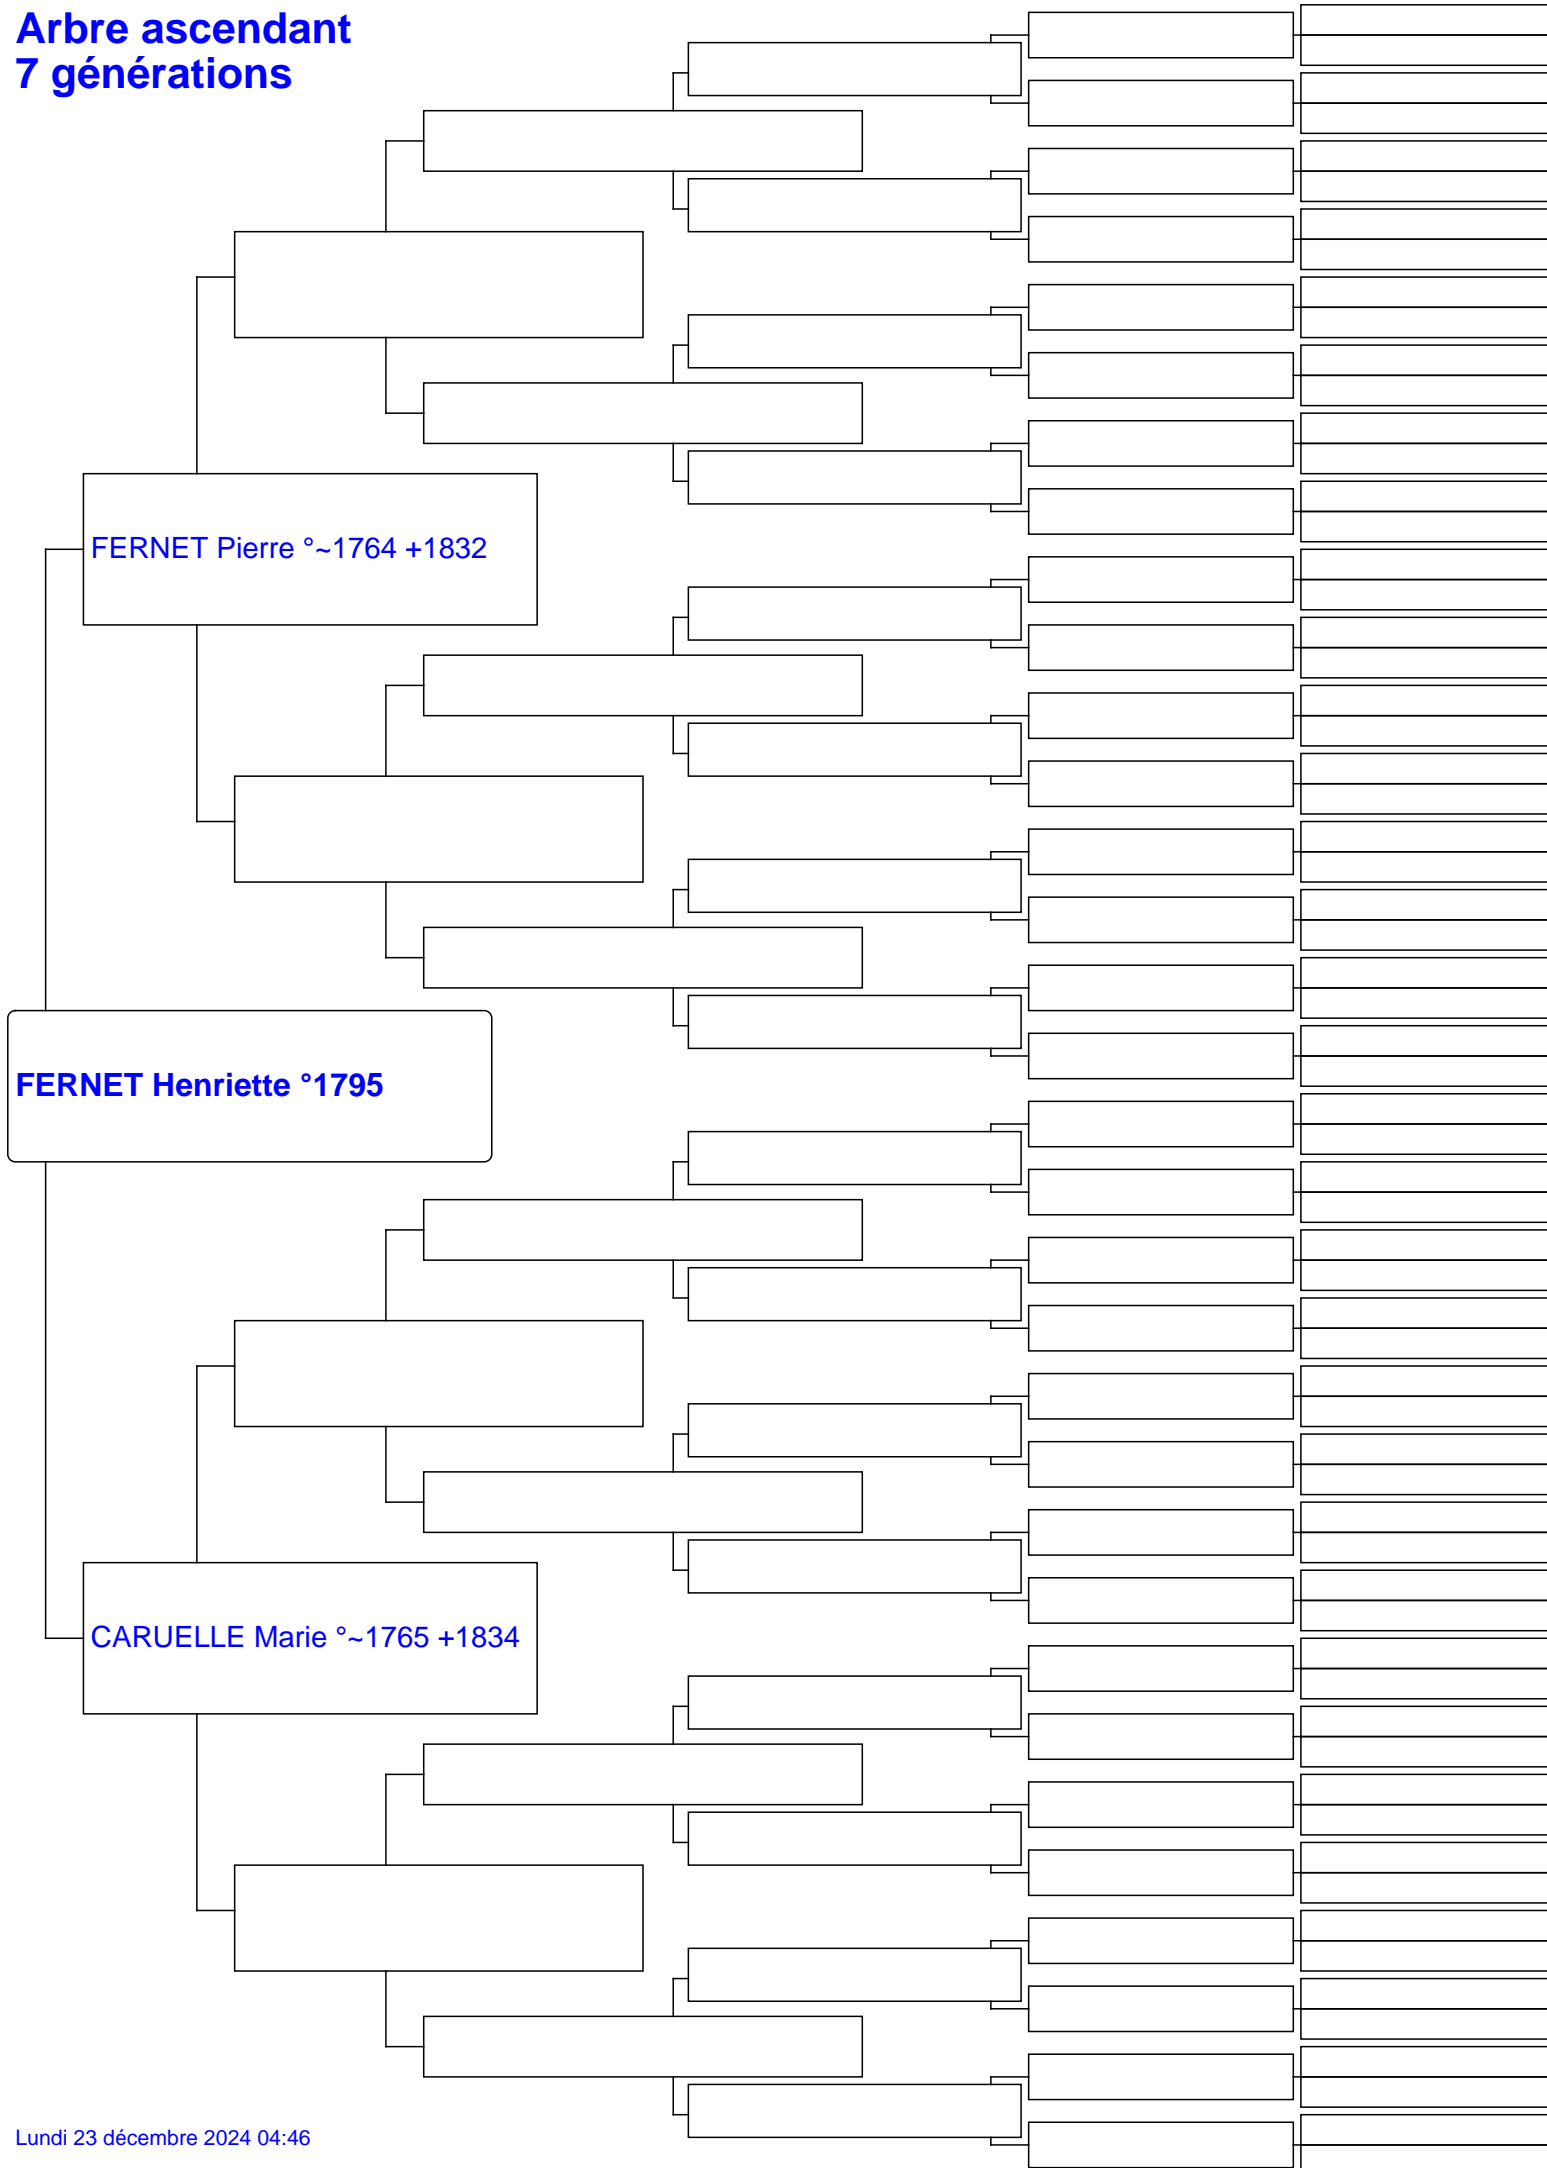 Arbre ascendant
7 générations
FERNET Pierre °~1764 +1832
FERNET Henriette °1795
CARUELLE Marie °~1765 +1834
Lundi 23 décembre 2024 04:46